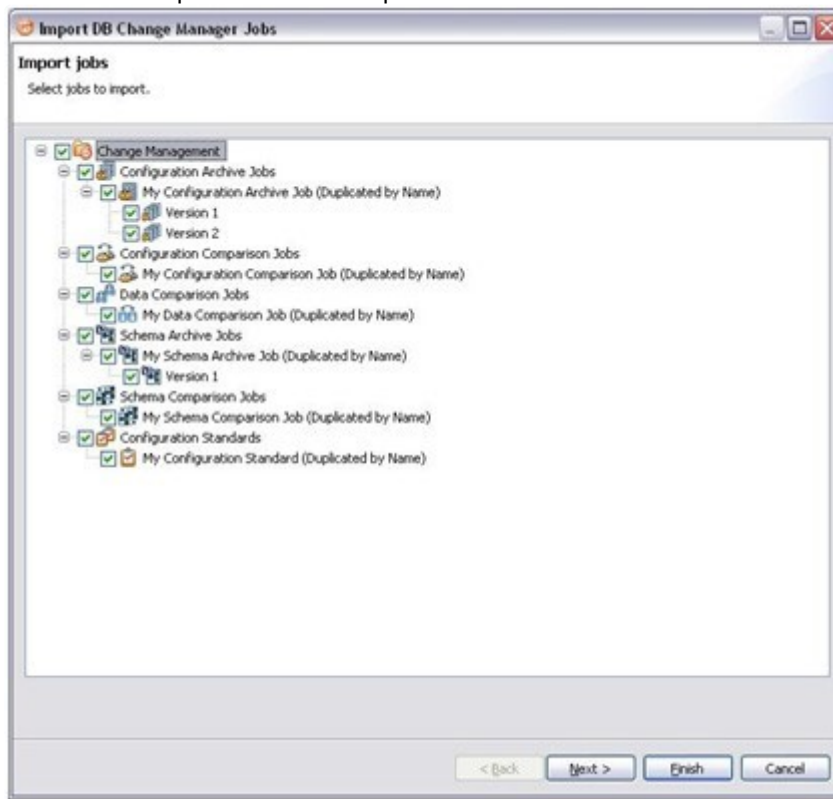 Import DB Change Manager Jobs
Import jobs
Select jobs to import.
Change Management
Configuration Archive Jobs
My Configuration Archive Job (Duplicated by Name)
Version 1
Version 2
Configuration Comparison Jobs
My Configuration Comparison Job (Duplicated by Name)
Data Comparison Jobs
My Data Comparison Job (Duplicated by Name)
Schema Archive Jobs
My Schema Archive Job (Duplicated by Name)
Version 1
Schema Comparison Jobs
My Schema Comparison Job (Duplicated by Name)
Configuration Standards
My Configuration Standard (Duplicated by Name)
< Back Next > Finish Cancel